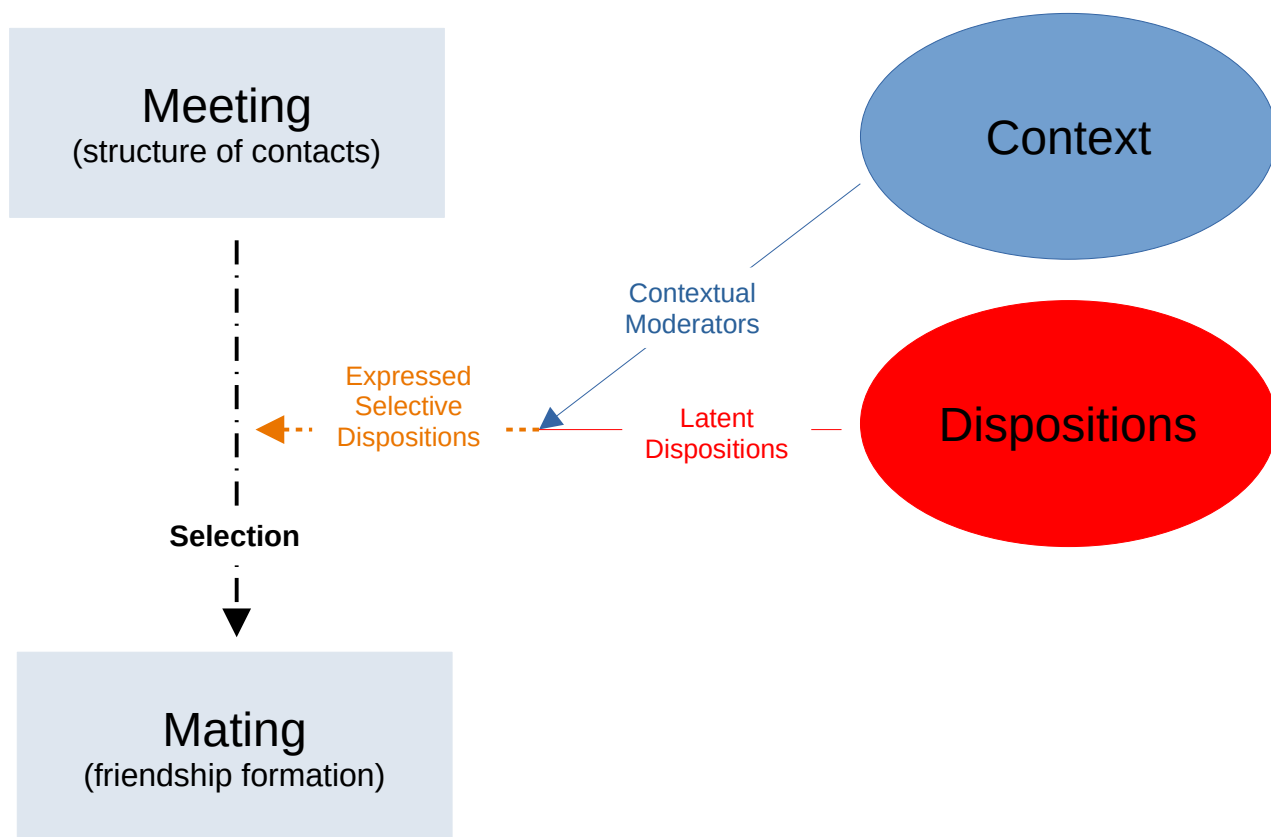 Meeting
(structure of contacts)
Context
Contextual
Moderators
Expressed
Selective
Dispositions
Latent
Dispositions
Dispositions
Selection
Mating
(friendship formation)